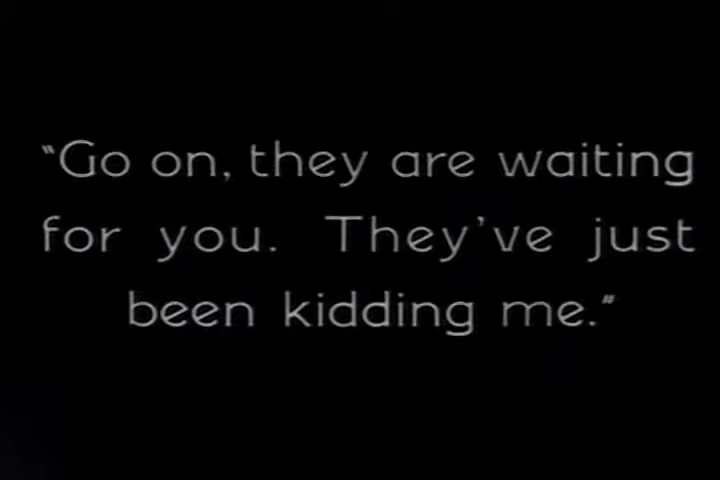 "Go on, they are waiting
for you. They've just
been kidding me."